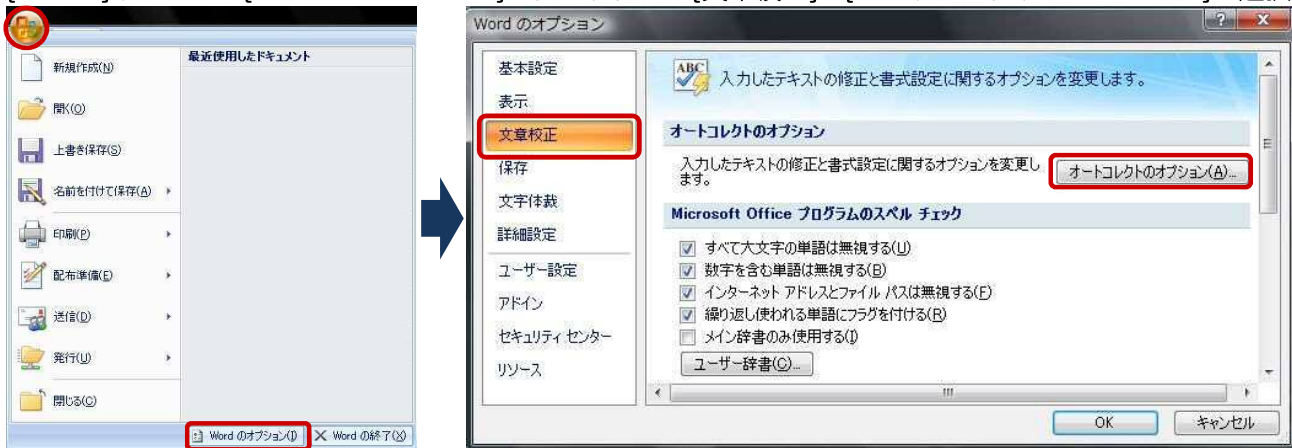 最近使用したドキュメント
新規作成(N)
開く(O)
上書き保存(S)
名前を付けて保存(A)
印刷(P)
配布準備(E)
送信(D)
発行(U)
閉じる(C)
Word のオプション(I)
Word の終了(X)
Word のオプション
基本設定
表示
文章校正
保存
文字体裁
詳細設定
ユーザー設定
アドイン
セキュリティ センター
リソース
ABC
入力したテキストの修正と書式設定に関するオプションを変更します。
オートコレクトのオプション
入力したテキストの修正と書式設定に関するオプションを変更し
ます。
オートコレクトのオプション(A)...
Microsoft Office プログラムのスペル チェック
すべて大文字の単語は無視する(U)
数字を含む単語は無視する(B)
インターネット アドレスとファイル パスは無視する(F)
繰り返し使われる単語にフラグを付ける(R)
メイン辞書のみ使用する(I)
ユーザー辞書(C)...
OK
キャンセル